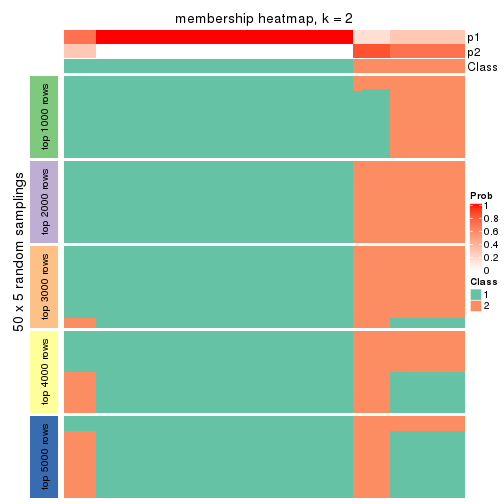 membership heatmap, k = 2
p1
p2
Class
50 x 5 random samplings
top 1000 rows
top 2000 rows
top 3000 rows
top 4000 rows
top 5000 rows
Prob
1
0.8
0.6
0.4
0.2
0
Class
1
2